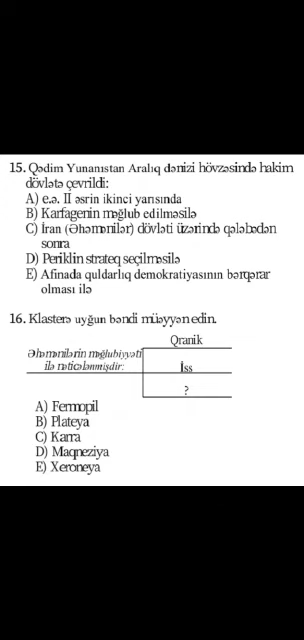 15. Qədim Yunanıstan Aralıq dənizi hövzəsində hakim
dövlətə çevrildi:
A) e.ə. II əsrin ikinci yarısında
B) Karfagenin məğlub edilməsilə
C) İran (Əhəmənilər) dövləti üzərində qələbədən
sonra
D) Periklin strateq seçilməsilə
E) Afinada quldarlıq demokratiyasının bərqərar
olması ilə
16. Klasterə uyğun bəndi müəyyən edin.
Qranik
Əhəmənilərin məğlubiyyəti
ilə nəticələnmişdir:
İss
?
A) Fermopil
B) Plateya
C) Karra
D) Maqneziya
E) Xeroneya